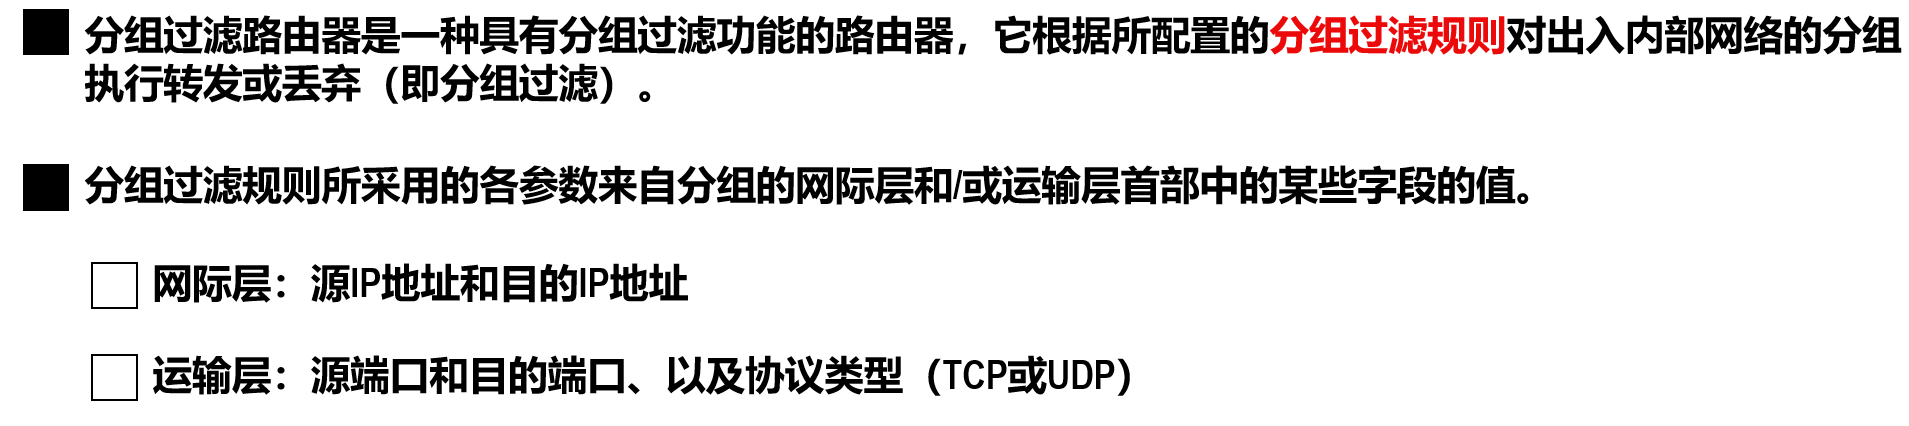 分组过滤路由器是一种具有分组过滤功能的路由器，它根据所配置的分组过滤规则对出入内部网络的分组
执行转发或丢弃（即分组过滤）。
分组过滤规则所采用的各参数来自分组的网际层和/或运输层首部中的某些字段的值。
网际层：源IP地址和目的IP地址
运输层：源端口和目的端口、以及协议类型（TCP或UDP）